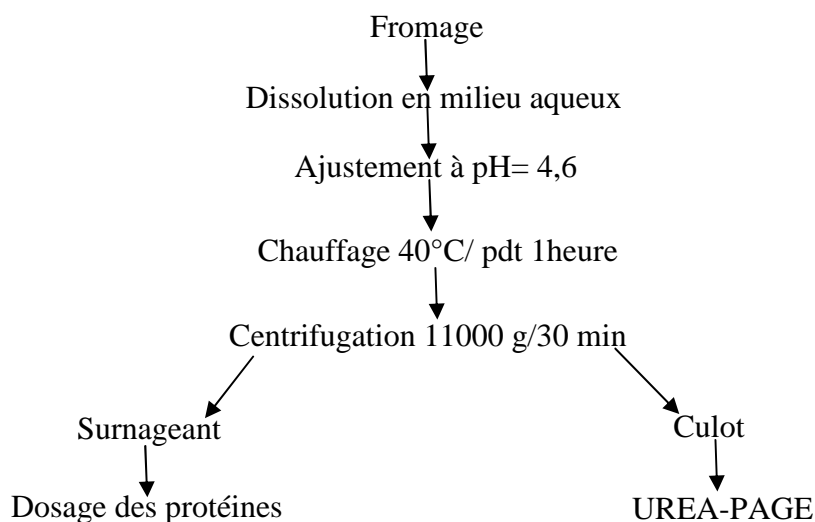 Fromage
Dissolution en milieu aqueux
Ajustement à pH= 4,6
Chauffage 40°C/ pdt 1heure
Centrifugation 11000 g/30 min
Surnageant
Culot
Dosage des protéines
UREA-PAGE